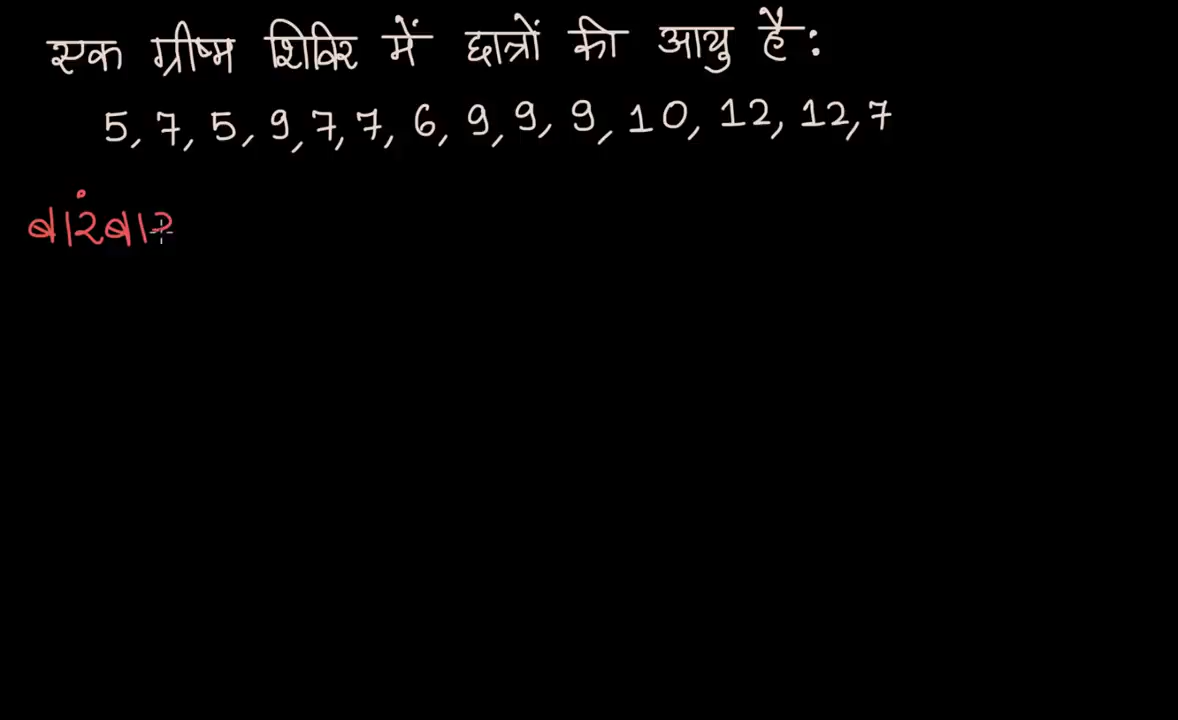 एक ग्रीष्म शिविर में छात्रों की आयु है:
5, 7, 5, 9, 7, 7, 6, 9, 9, 9, 10, 12, 12, 7
बारंबार